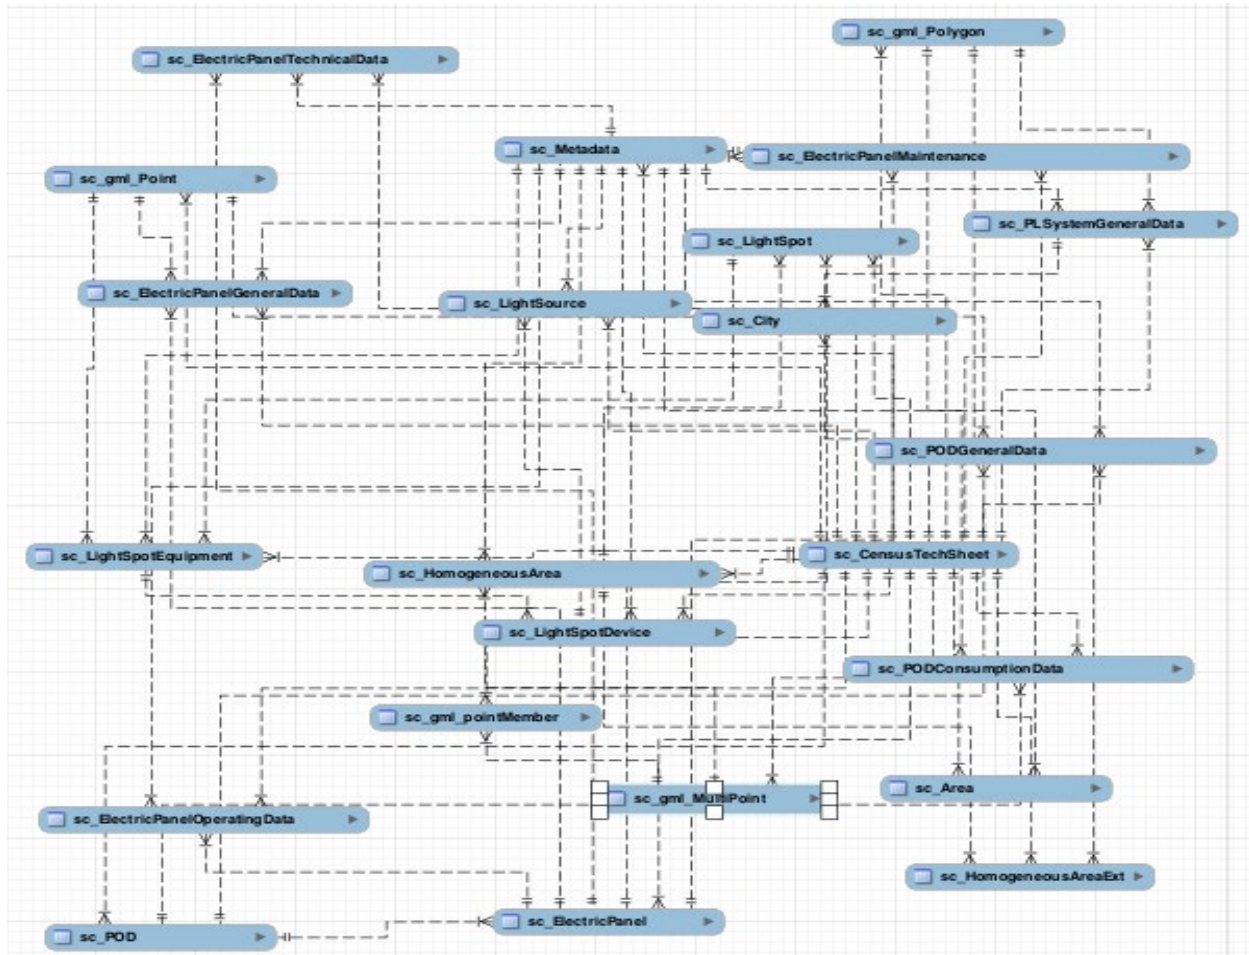 sc_gml_Polygon
sc_ElectricPanelTechnicalData
sc_Metadata
sc_ElectricPanelMaintenance
sc_gml_Point
sc_PLSystemGeneralData
sc_LightSpot
sc_ElectricPanelGeneralData
sc_LightSource
sc_City
sc_PODGeneralData
sc_LightSpotEquipment
sc_CensusTechSheet
sc_HomogeneousArea
sc_LightSpotDevice
sc_PODConsumptionData
sc_gml_pointMember
sc_Area
sc_gml_MultiPoint
sc_ElectricPanelOperatingData
sc_HomogeneousAreaExt
sc_ElectricPanel
sc_POD